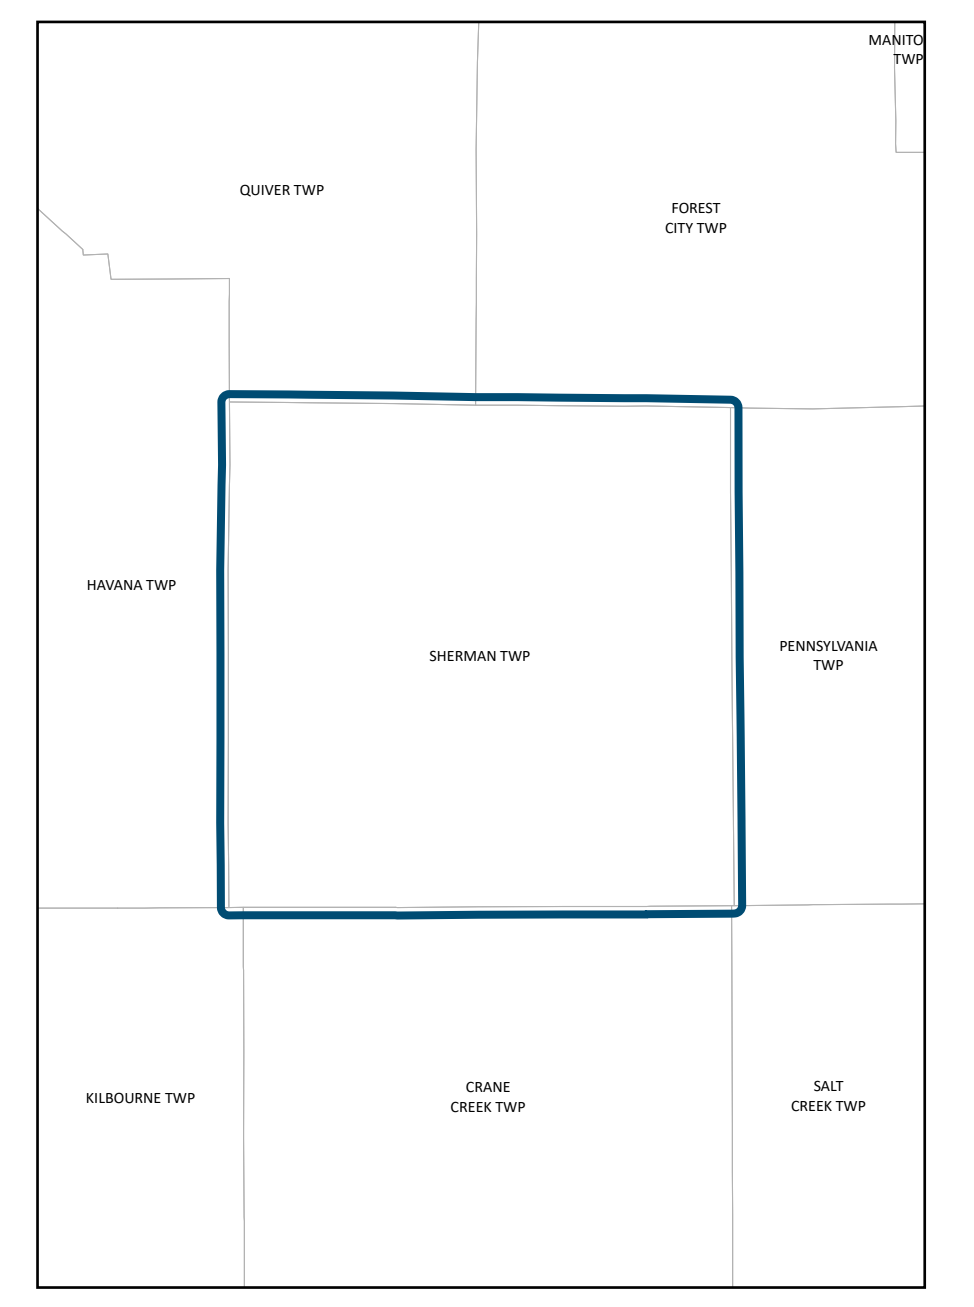 MANITO
TWP
QUIVER TWP
FOREST
CITY TWP
HAVANA TWP
SHERMAN TWP
PENNSYLVANIA
TWP
KILBOURNE TWP
CRANE
CREEK TWP
SALT
CREEK TWP